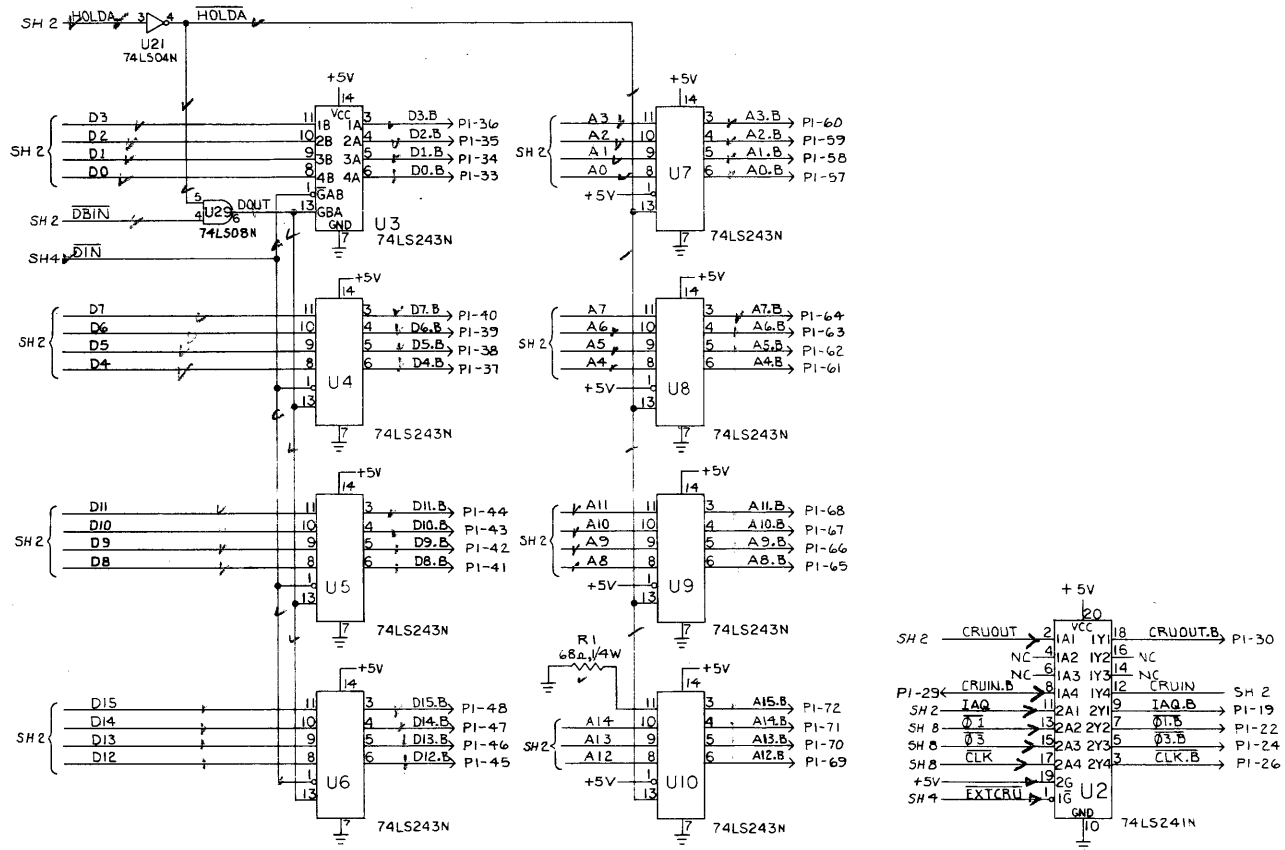 SH 2 HOLDA 3 4 HOLDA
U21
74LS04N
+5V
14
VCC
D3 11 1B 1A 3 D3.B P1-36
D2 10 2B 2A 4 D2.B P1-35
SH 2
D1 9 3B 3A 5 D1.B P1-34
D0 8 4B 4A 6 D0.B P1-33
1 GAB
5
U29 6 DOUT 13 GBA
SH 2 DBIN 4
74LS08N
GND
7
U3
74LS243N
SH4 DIN
+5V
14
D7 11 3 D7.B P1-40
D6 10 4 D6.B P1-39
SH 2
D5 9 5 D5.B P1-38
D4 8 6 D4.B P1-37
1
U4
13
7
74LS243N
+5V
14
D11 11 3 D11.B P1-44
D10 10 4 D10.B P1-43
SH 2
D9 9 5 D9.B P1-42
D8 8 6 D8.B P1-41
1
U5
13
7
74LS243N
+5V
14
D15 11 3 D15.B P1-48
D14 10 4 D14.B P1-47
SH 2
D13 9 5 D13.B P1-46
D12 8 6 D12.B P1-45
1
U6
13
7
74LS243N
+5V
14
A3 11 3 A3.B P1-60
A2 10 4 A2.B P1-59
SH 2
A1 9 5 A1.B P1-58
A0 8 6 A0.B P1-57
U7
+5V 1
13
7
74LS243N
+5V
14
A7 11 3 A7.B P1-64
A6 10 4 A6.B P1-63
SH 2
A5 9 5 A5.B P1-62
A4 8 6 A4.B P1-61
+5V 1
U8
13
7
74LS243N
+5V
14
A11 11 3 A11.B P1-68
A10 10 4 A10.B P1-67
SH 2
A9 9 5 A9.B P1-66
A8 8 6 A8.B P1-65
+5V 1
U9
13
7
74LS243N
R1
68Ω,1/4W
+5V
14
11 3 A15.B P1-72
A14 10 4 A14.B P1-71
SH2
A13 9 5 A13.B P1-70
A12 8 6 A12.B P1-69
+5V 1
U10
13
7
74LS243N
+5V
20
VCC
SH 2 CRUOUT 2 1A1 1Y1 18 CRUOUT.B P1-30
NC 4 1A2 1Y2 16 NC
NC 6 1A3 1Y3 14 NC
P1-29 CRUIN.B 8 1A4 1Y4 12 CRUIN SH 2
SH 2 IAQ 11 2A1 2Y1 9 IAQ.B P1-19
SH 8 Ø1 13 2A2 2Y2 7 Ø1.B P1-22
SH 8 Ø3 15 2A3 2Y3 5 Ø3.B P1-24
SH 8 CLK 17 2A4 2Y4 3 CLK.B P1-26
+5V 19 2G
U2
SH 4 EXTCRU 1 1G
GND
10
74LS241N